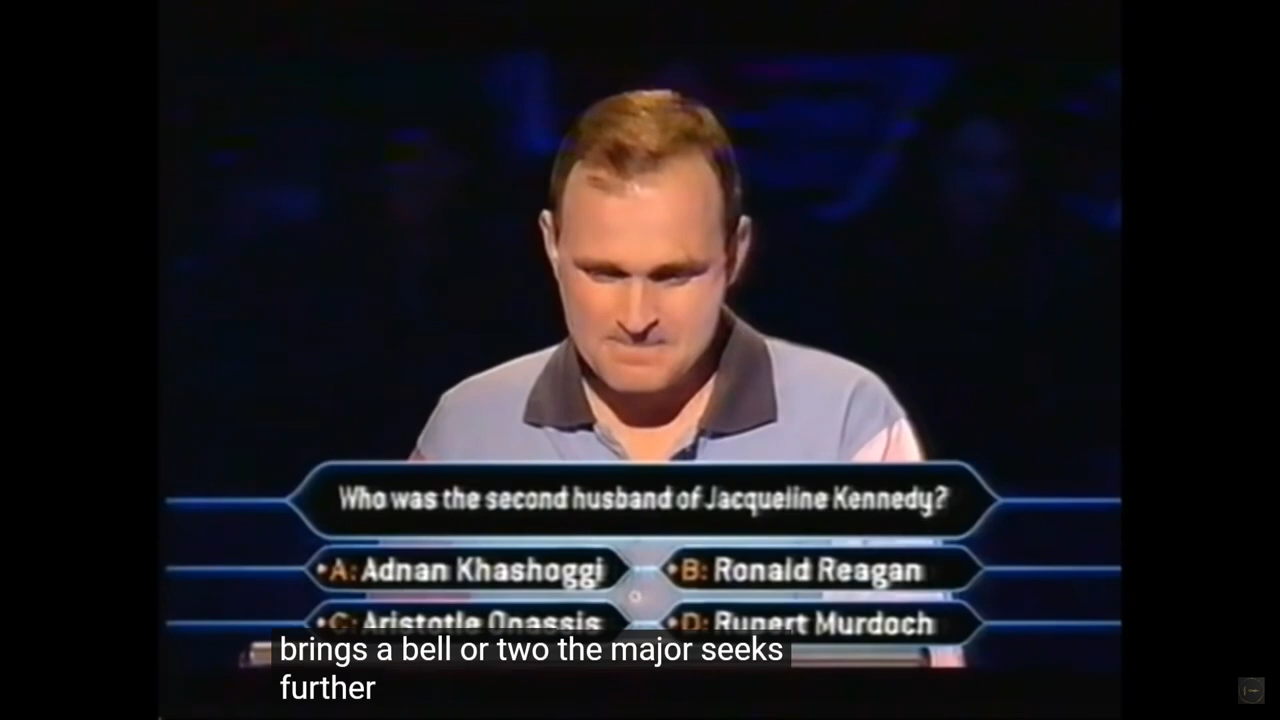 Who was the second husband of Jacqueline Kennedy?
A: Adnan Khashoggi
B: Ronald Reagan
C: Aristotle Onassis
D: Rupert Murdoch
brings a bell or two the major seeks
further